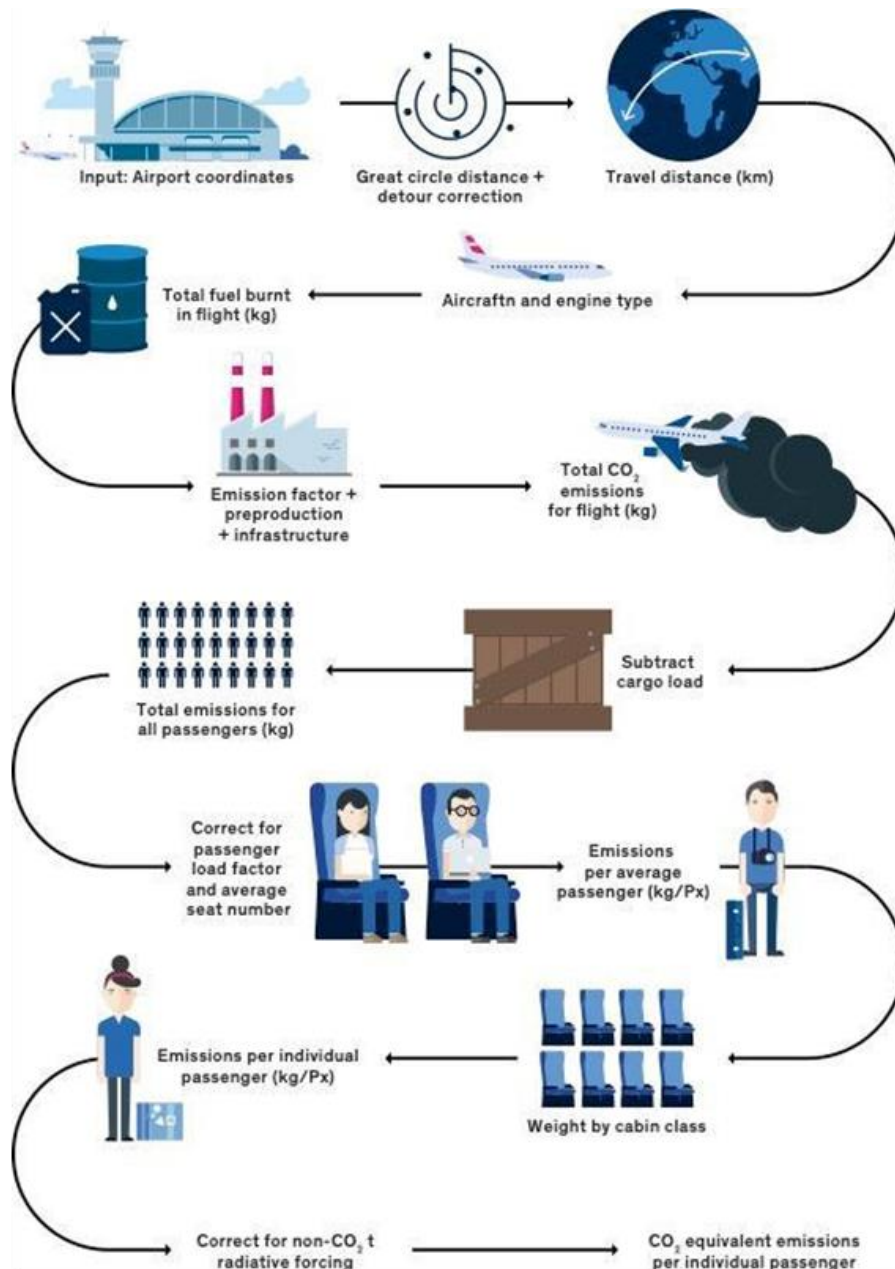 Input: Airport coordinates
Great circle distance +
detour correction
Travel distance (km)
Aircraftn and engine type
Total fuel burnt
in flight (kg)
Emission factor +
preproduction
+ infrastructure
Total CO₂
emissions
for flight (kg)
Subtract
cargo load
Total emissions for
all passengers (kg)
Correct for
passenger
load factor
and average
seat number
Emissions
per average
passenger (kg/Px)
Weight by cabin class
Emissions per individual
passenger (kg/Px)
Correct for non-CO₂ t
radiative forcing
CO₂ equivalent emissions
per individual passenger